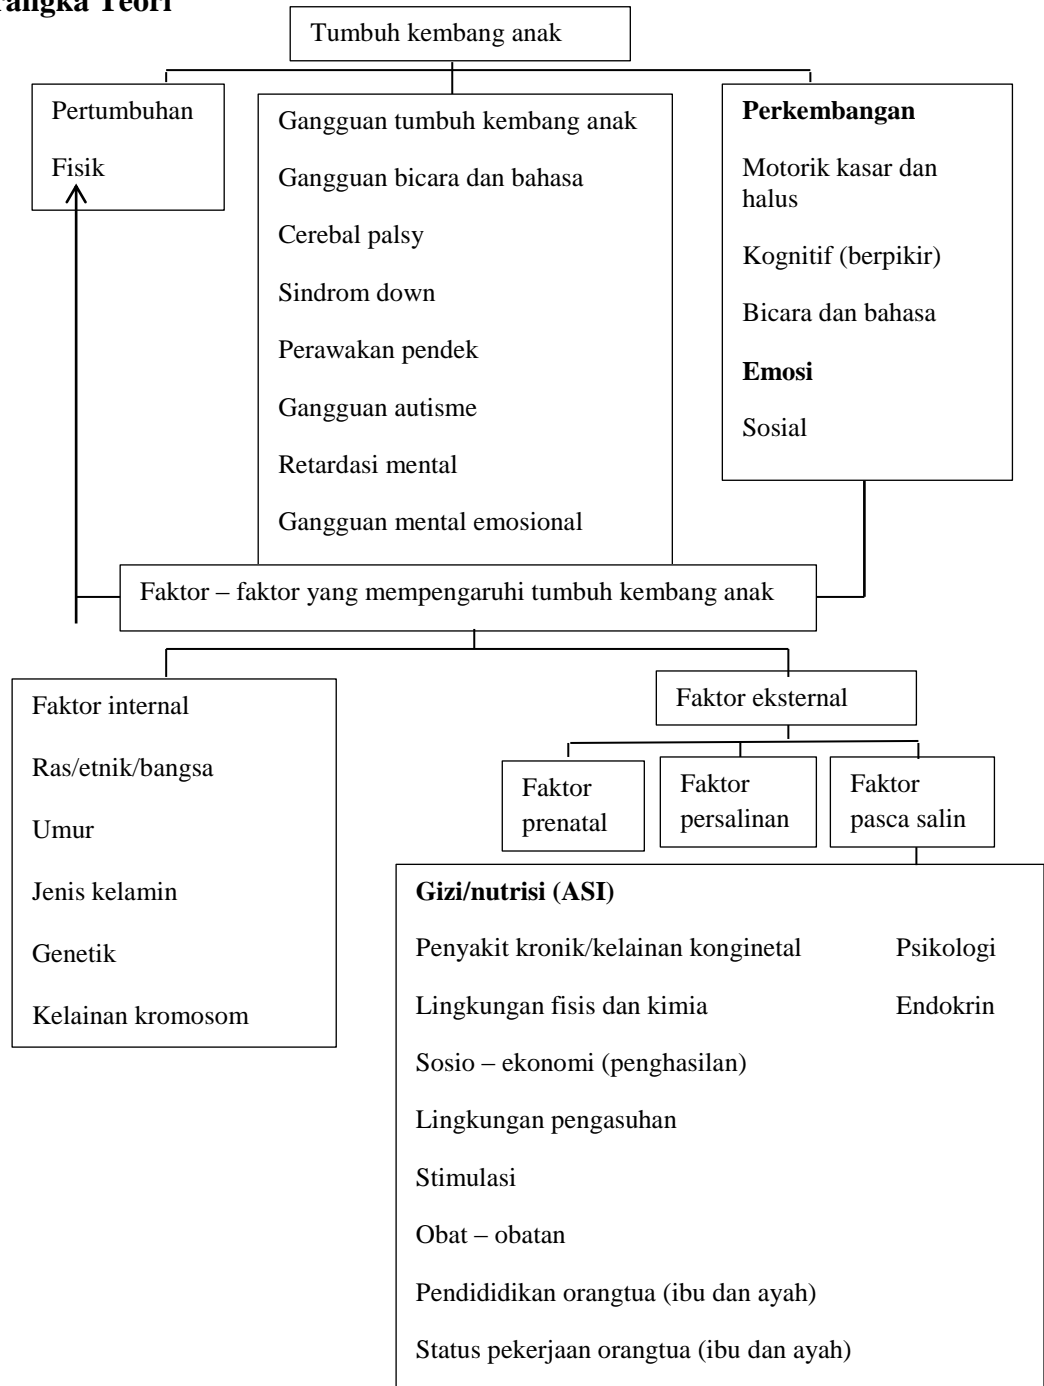 Teori
Tumbuh kembang anak
Pertumbuhan
Fisik
Gangguan tumbuh kembang anak
Gangguan bicara dan bahasa
Cerebal palsy
Sindrom down
Perawakan pendek
Gangguan autisme
Retardasi mental
Gangguan mental emosional
Perkembangan
Motorik kasar dan
halus
Kognitif (berpikir)
Bicara dan bahasa
Emosi
Sosial
Faktor – faktor yang mempengaruhi tumbuh kembang anak
Faktor internal
Ras/etnik/bangsa
Umur
Jenis kelamin
Genetik
Kelainan kromosom
Faktor eksternal
Faktor
prenatal
Faktor
persalinan
Faktor
pasca salin
Gizi/nutrisi (ASI)
Penyakit kronik/kelainan konginetal Psikologi
Lingkungan fisis dan kimia Endokrin
Sosio – ekonomi (penghasilan)
Lingkungan pengasuhan
Stimulasi
Obat – obatan
Pendididikan orangtua (ibu dan ayah)
Status pekerjaan orangtua (ibu dan ayah)